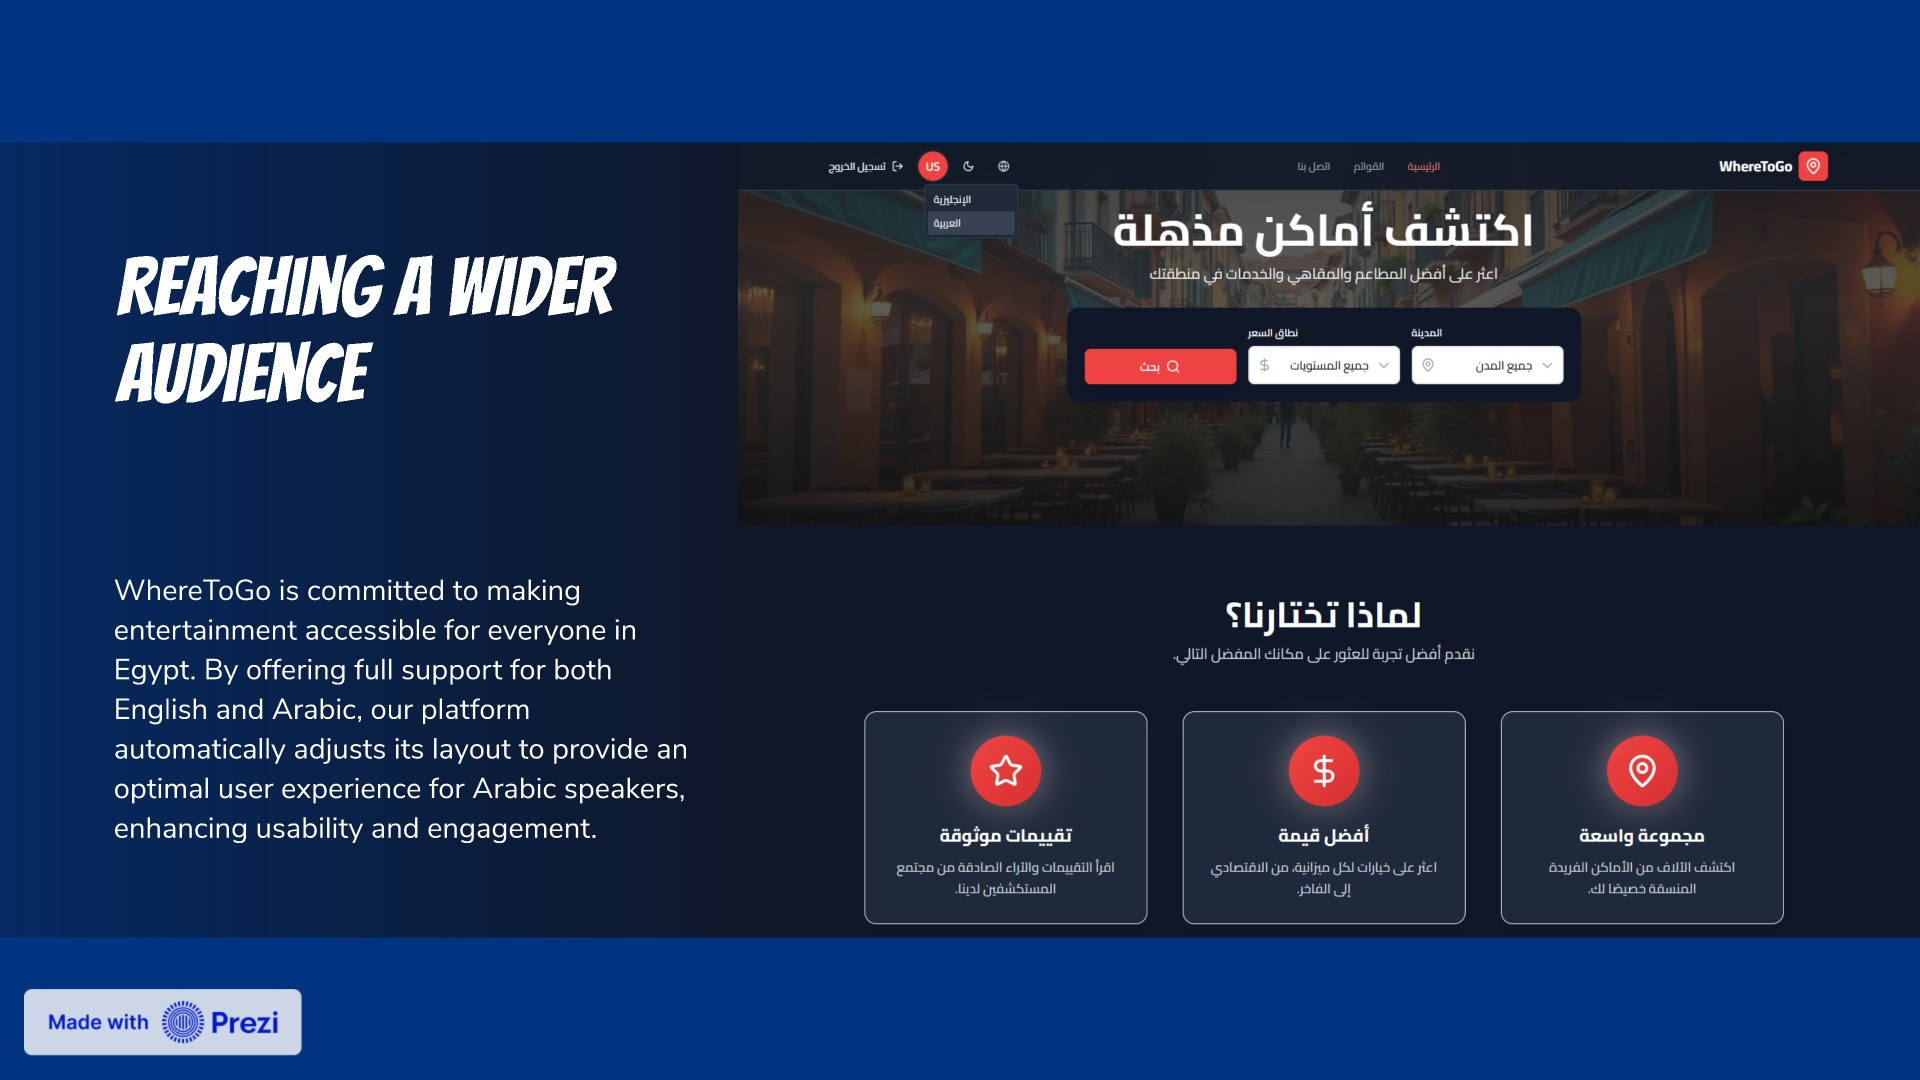 REACHING A WIDER
AUDIENCE
WhereToGo is committed to making
entertainment accessible for everyone in
Egypt. By offering full support for both
English and Arabic, our platform
automatically adjusts its layout to provide an
optimal user experience for Arabic speakers,
enhancing usability and engagement.
WhereToGo
الرئيسية
القوائم
اتصل بنا
US
تسجيل الخروج
الإنجليزية
العربية
اكتشف أماكن مذهلة
اعثر على أفضل المطاعم والمقاهي والخدمات في منطقتك
المدينة
نطاق السعر
جميع المدن
جميع المستويات
بحث
لماذا تختارنا؟
نقدم أفضل تجربة للعثور على مكانك المفضل التالي.
مجموعة واسعة
اكتشف الآلاف من الأماكن الفريدة
المنسقة خصيصًا لك.
أفضل قيمة
اعثر على خيارات لكل ميزانية، من الاقتصادي
إلى الفاخر.
تقييمات موثوقة
اقرأ التقييمات والآراء الصادقة من مجتمع
المستكشفين لدينا.
Made with Prezi